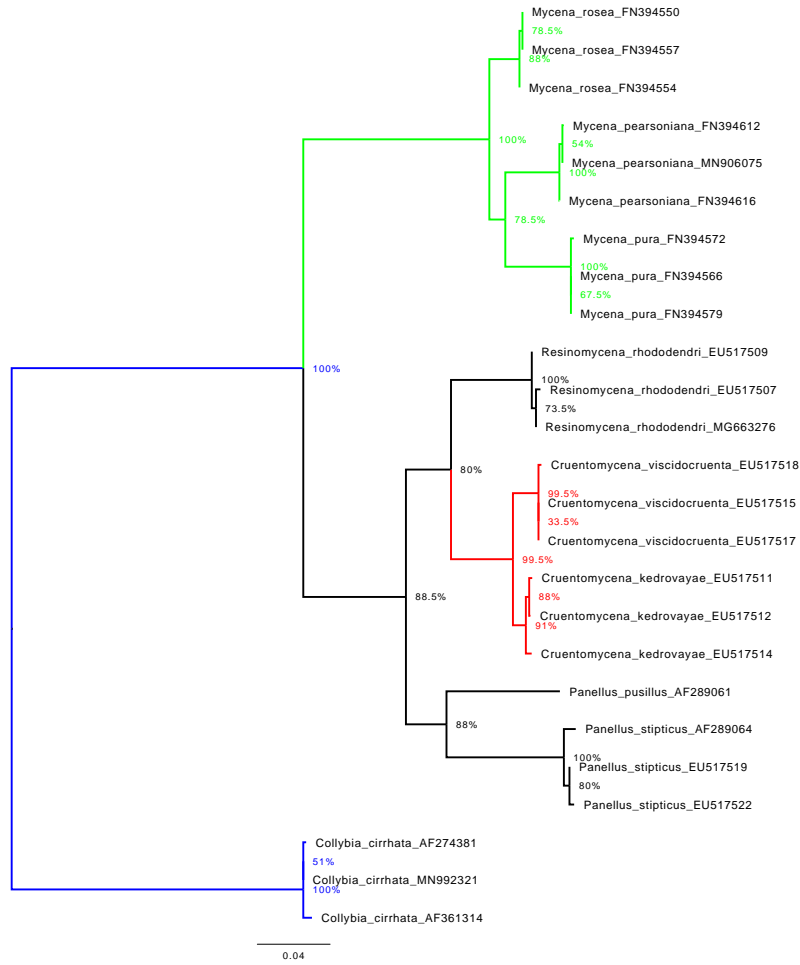 Mycena_rosea_FN394550
78.5%
Mycena_rosea_FN394557
88%
Mycena_rosea_FN394554
Mycena_pearsoniana_FN394612
100%
54%
Mycena_pearsoniana_MN906075
100%
Mycena_pearsoniana_FN394616
78.5%
Mycena_pura_FN394572
100%
Mycena_pura_FN394566
67.5%
Mycena_pura_FN394579
Resinomycena_rhododendri_EU517509
100%
100%
Resinomycena_rhododendri_EU517507
73.5%
Resinomycena_rhododendri_MG663276
Cruentomycena_viscidocruenta_EU517518
80%
99.5%
Cruentomycena_viscidocruenta_EU517515
33.5%
Cruentomycena_viscidocruenta_EU517517
99.5%
Cruentomycena_kedrovayae_EU517511
88.5%
88%
Cruentomycena_kedrovayae_EU517512
91%
Cruentomycena_kedrovayae_EU517514
Panellus_pusillus_AF289061
88%
Panellus_stipticus_AF289064
100%
Panellus_stipticus_EU517519
80%
Panellus_stipticus_EU517522
Collybia_cirrhata_AF274381
51%
Collybia_cirrhata_MN992321
100%
Collybia_cirrhata_AF361314
0.04